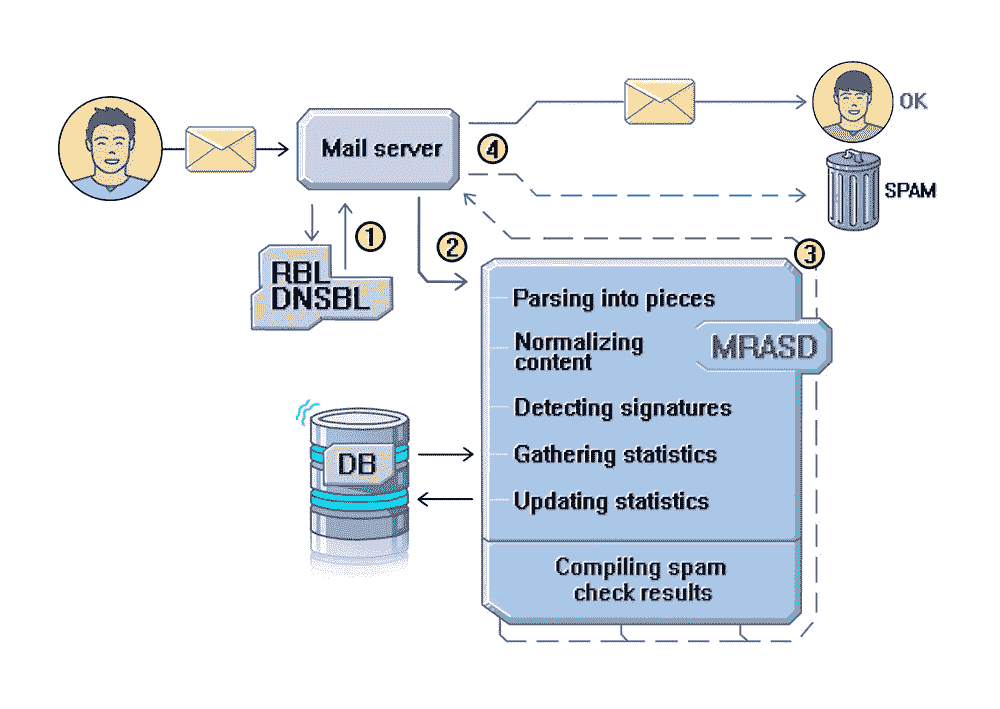 Mail server
4
OK
SPAM
1
2
3
RBL
DNSBL
Parsing into pieces
Normalizing
content
MRASD
Detecting signatures
Gathering statistics
Updating statistics
DB
Compiling spam
check results